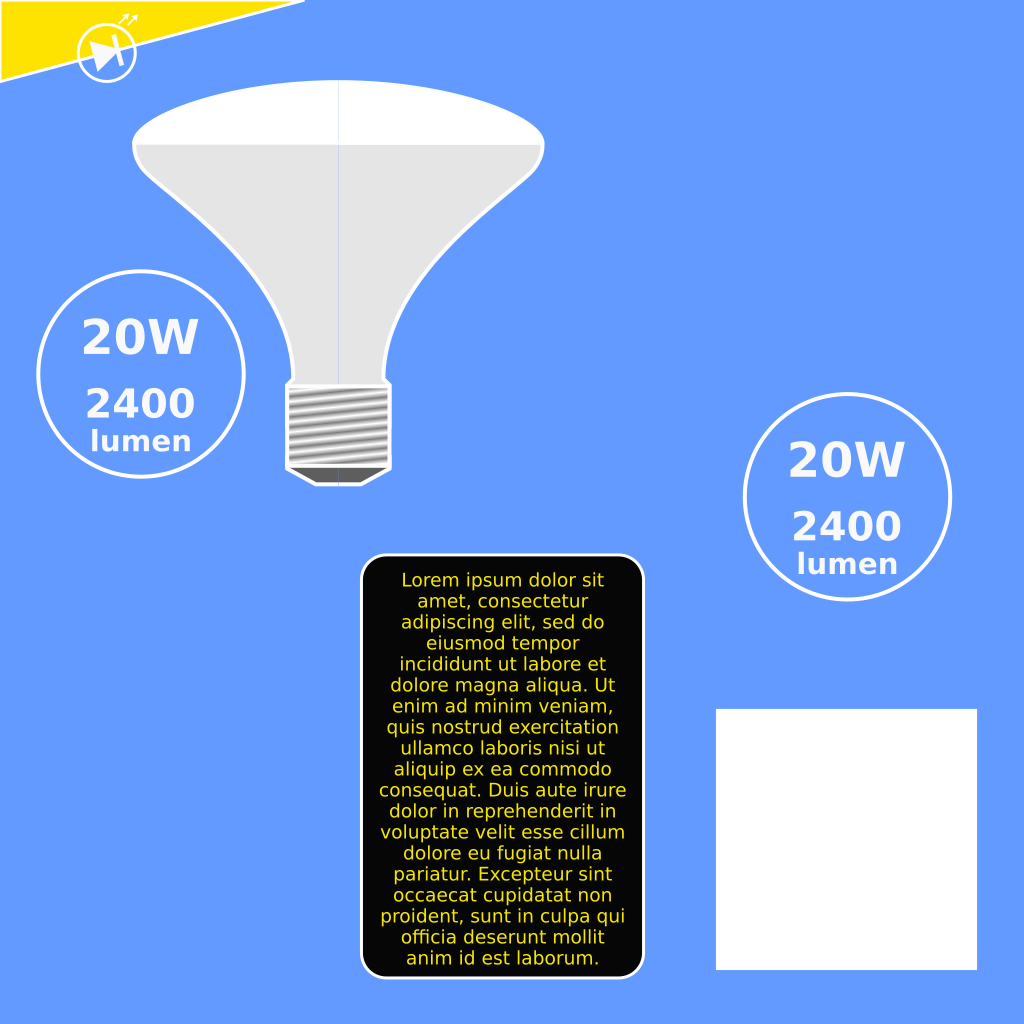 20W
2400
lumen
20W
2400
lumen
Lorem ipsum dolor sit
amet, consectetur
adipiscing elit, sed do
eiusmod tempor
incididunt ut labore et
dolore magna aliqua. Ut
enim ad minim veniam,
quis nostrud exercitation
ullamco laboris nisi ut
aliquip ex ea commodo
consequat. Duis aute irure
dolor in reprehenderit in
voluptate velit esse cillum
dolore eu fugiat nulla
pariatur. Excepteur sint
occaecat cupidatat non
proident, sunt in culpa qui
officia deserunt mollit
anim id est laborum.